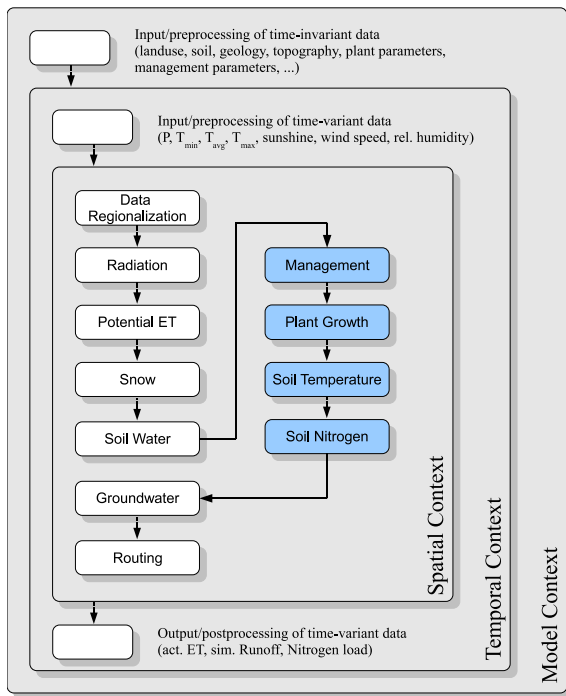 Input/preprocessing of time-invariant data
(landuse, soil, geology, topography, plant parameters,
management parameters, ...)
Input/preprocessing of time-variant data
(P, Tmin, Tavg, Tmax, sunshine, wind speed, rel. humidity)
Data
Regionalization
Radiation
Potential ET
Snow
Soil Water
Management
Plant Growth
Soil Temperature
Soil Nitrogen
Groundwater
Routing
Spatial Context
Output/postprocessing of time-variant data
(act. ET, sim. Runoff, Nitrogen load)
Temporal Context
Model Context